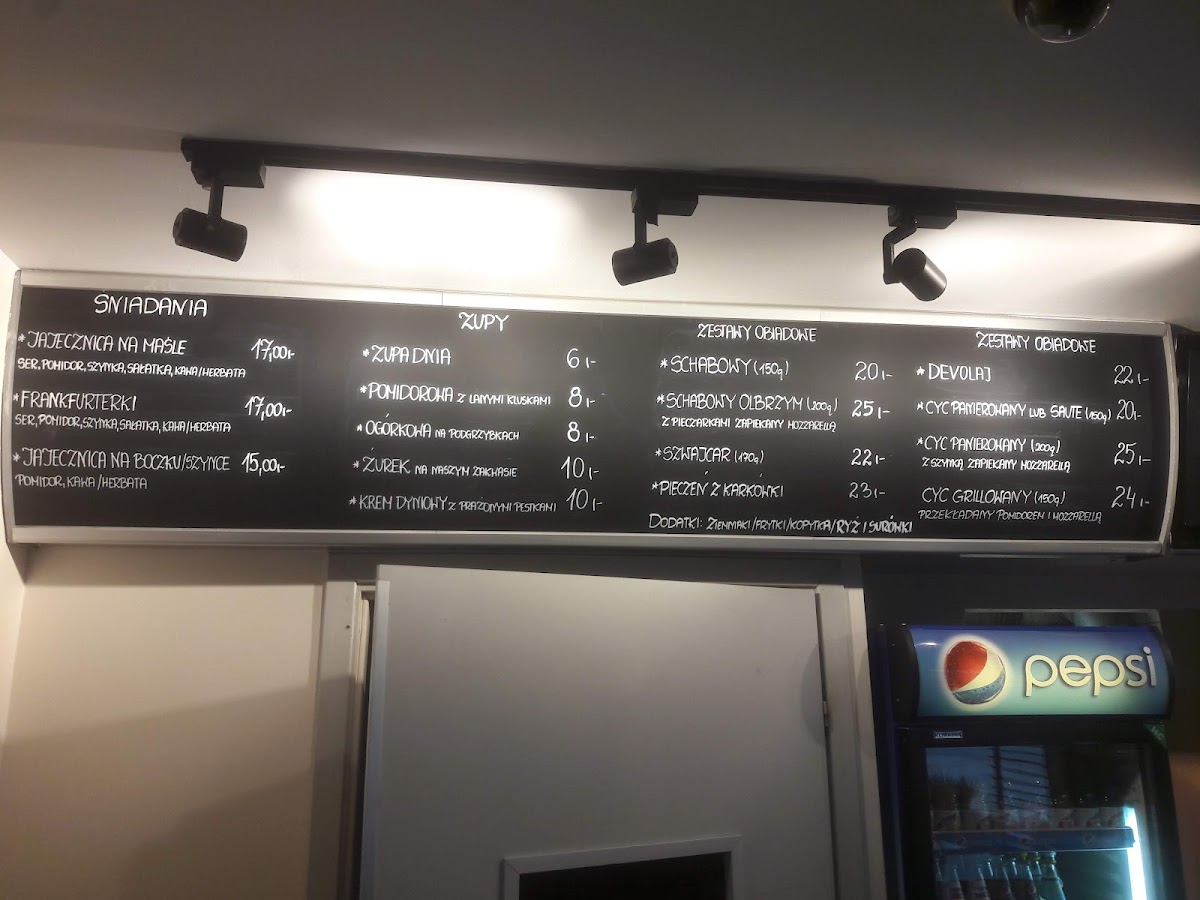 ŚNIADANIA
* JAJECZNICA NA MAŚLE 17,00,-
SER, POMIDOR, SZYNKA, SAŁATKA, KAWA/HERBATA
* FRANKFURTERKI 17,00,-
SER, POMIDOR, SZYNKA, SAŁATKA, KAWA/HERBATA
* JAJECZNICA NA BOCZKU/SZYNCE 15,00,-
POMIDOR, KAWA/HERBATA
ZUPY
* ZUPA DNIA 6,-
* POMIDOROWA Z LANYMI KLUSKAMI 8,-
* OGÓRKOWA NA PODGRZYBKACH 8,-
* ŻUREK NA NASZYM ZAKWASIE 10,-
* KREM DYNIOWY Z PRAŻONYMI PESTKAMI 10,-
ZESTAWY OBIADOWE
* SCHABOWY (150g) 20,-
* SCHABOWY OLBRZYM (200g) 25,-
Z PIECZARKAMI ZAPIEKANY MOZZARELLĄ
* SZWAJCAR (170g) 22,-
* PIECZEŃ Z KARKÓWKI 23,-
DODATKI: ZIEMNIAKI/FRYTKI/KOPYTKA/RYŻ I SURÓWKI
ZESTAWY OBIADOWE
* DEVOLAJ 22,-
* CYC PANIEROWANY LUB SAUTE (150g) 20,-
* CYC PANIEROWANY (200g) 25,-
Z SZYNKĄ ZAPIEKANY MOZZARELLĄ
CYC GRILLOWANY (150g) 24,-
PRZEKŁADANY POMIDOREM I MOZZARELLĄ
pepsi